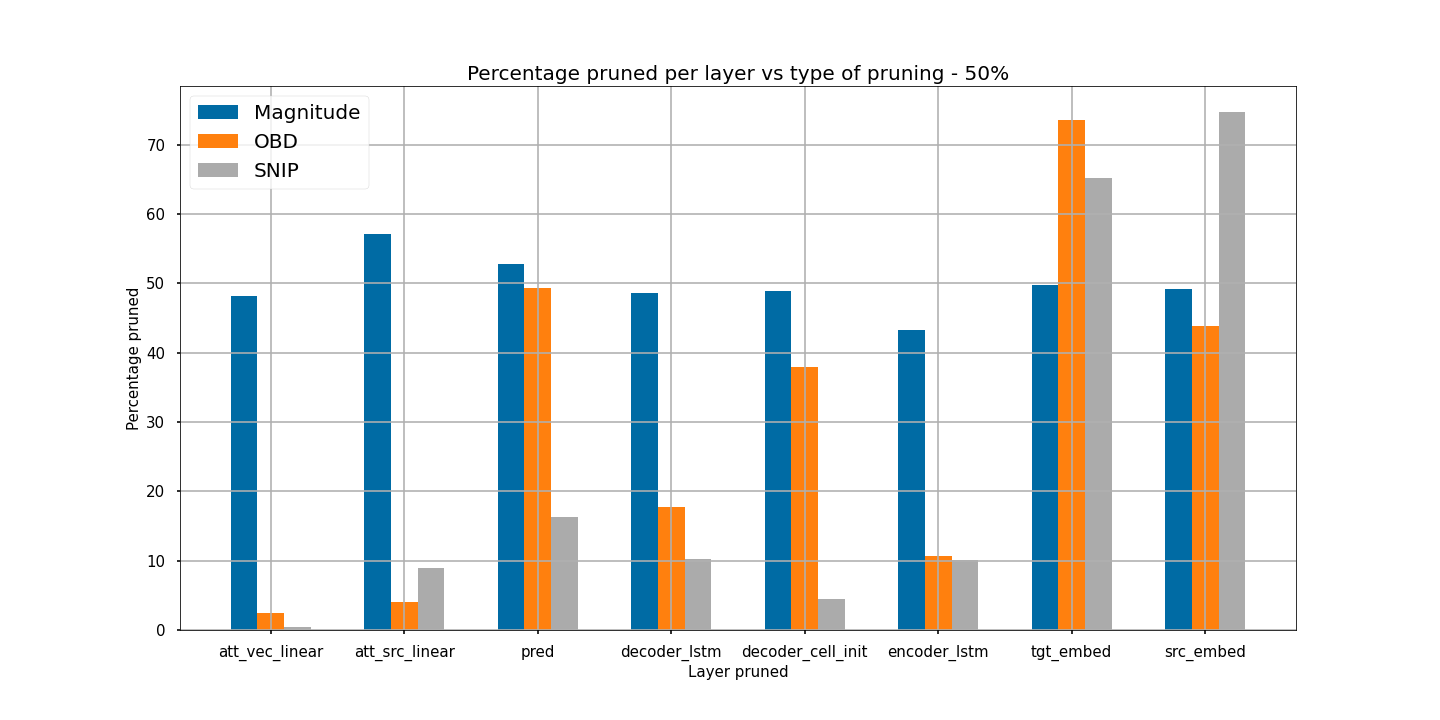 Percentage pruned per layer vs type of pruning - 50%
Magnitude
OBD
SNIP
Percentage pruned
70
60
50
40
30
20
10
0
att_vec_linear att_src_linear pred decoder_lstm decoder_cell_init encoder_lstm tgt_embed src_embed
Layer pruned